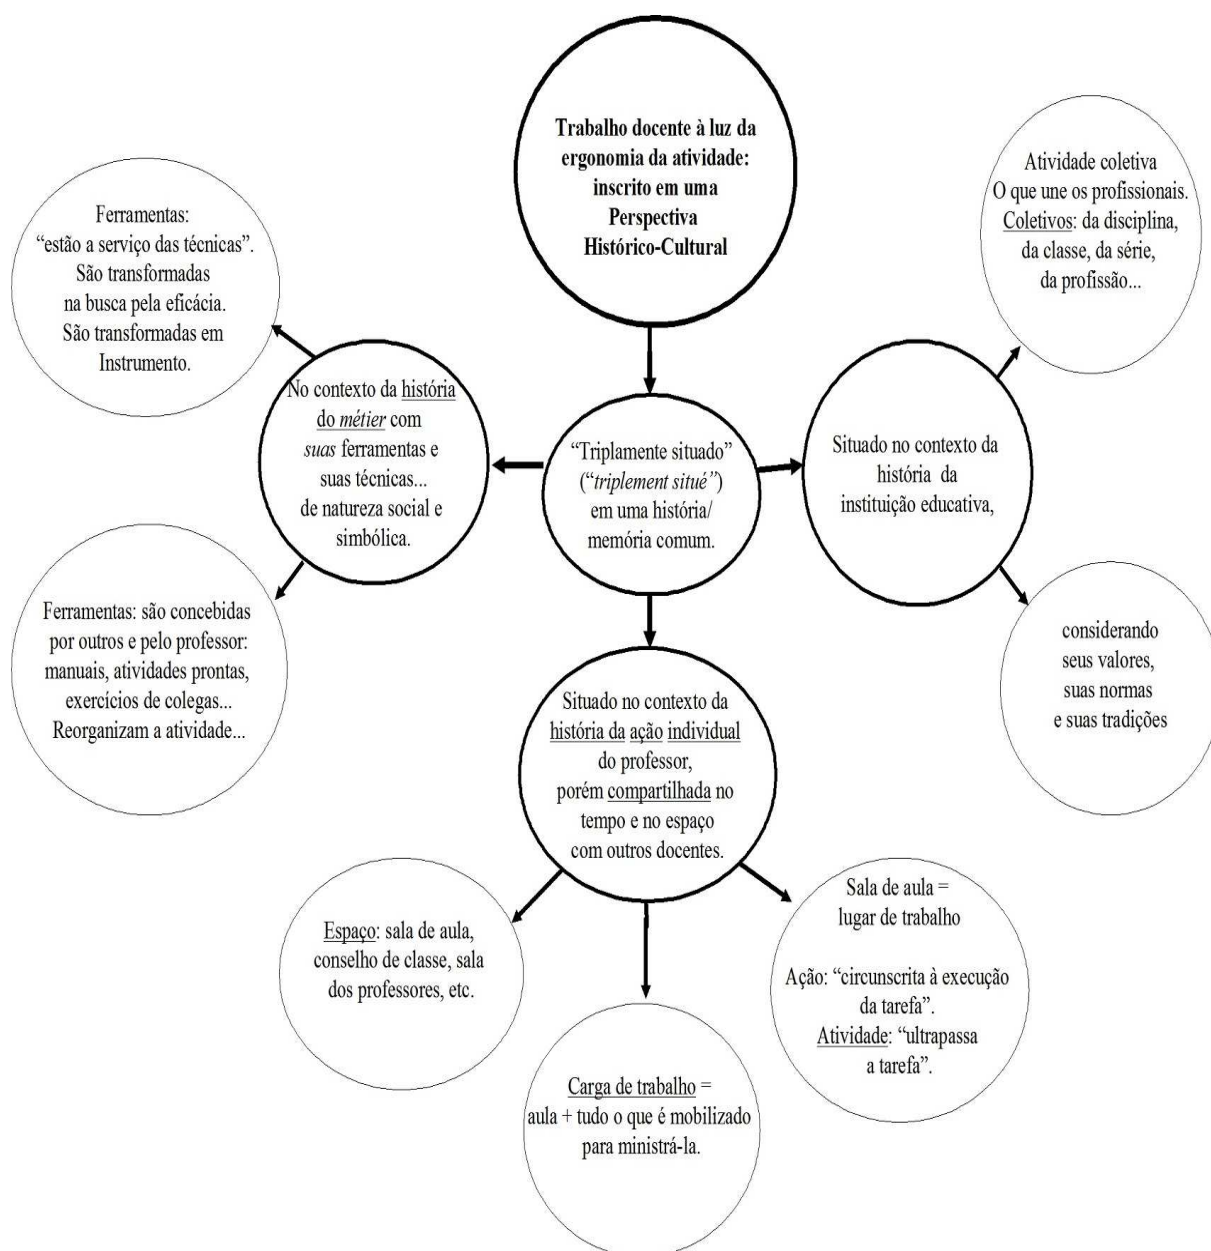 Trabalho docente à luz da
ergonomia da atividade:
inscrito em uma
Perspectiva
Histórico-Cultural
Atividade coletiva
O que une os profissionais.
Coletivos: da disciplina,
da classe, da série,
da profissão...
Ferramentas:
“estão a serviço das técnicas”.
São transformadas
na busca pela eficácia.
São transformadas em
Instrumento.
No contexto da história
do métier com
suas ferramentas e
suas técnicas...
de natureza social e
simbólica.
“Triplamente situado”
(“triplement situé”)
em uma história/
memória comum.
Situado no contexto da
história da
instituição educativa,
Ferramentas: são concebidas
por outros e pelo professor:
manuais, atividades prontas,
exercícios de colegas...
Reorganizam a atividade...
considerando
seus valores,
suas normas
e suas tradições
Situado no contexto da
história da ação individual
do professor,
porém compartilhada no
tempo e no espaço
com outros docentes.
Espaço: sala de aula,
conselho de classe, sala
dos professores, etc.
Carga de trabalho =
aula + tudo o que é mobilizado
para ministrá-la.
Sala de aula =
lugar de trabalho
Ação: “circunscrita à execução
da tarefa”.
Atividade: “ultrapassa
a tarefa”.